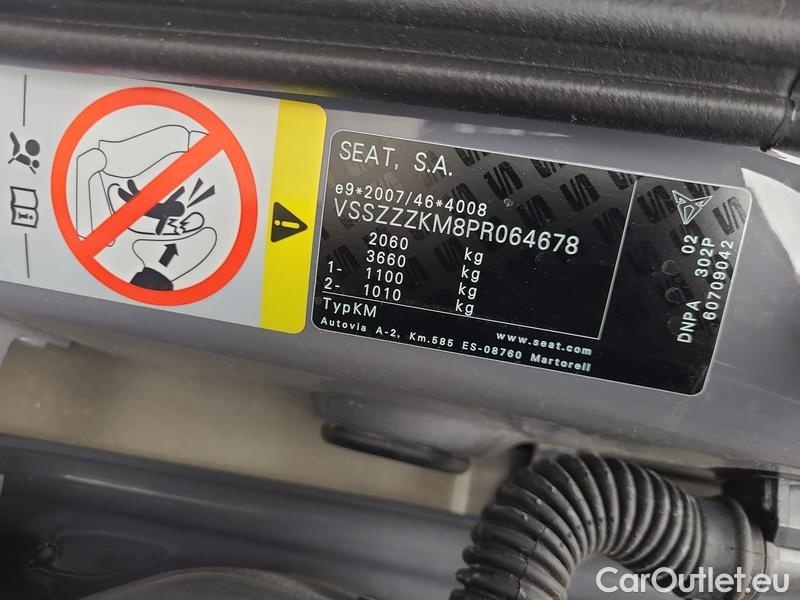 SEAT, S.A.
e9*2007/46*4008
VSSZZZKM8PR064678
2060 kg
3660 kg
1- 1100 kg
2- 1010 kg
TypKM
www.seat.com
Autovia A-2, Km.585 ES-08760 Martorell
02
DNPA 302P
60709042
CarOutlet.eu